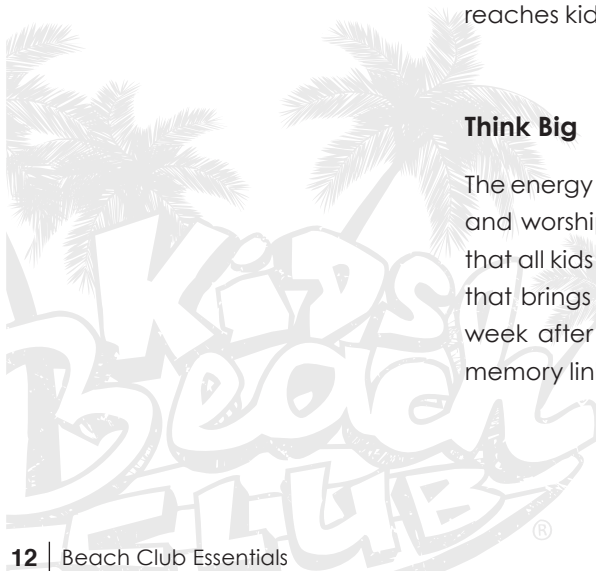 reaches kid
Think Big
The energy
and worshi
that all kids
that brings
week after
memory lin
KiDS
Beach
CLUB
®
12 | Beach Club Essentials